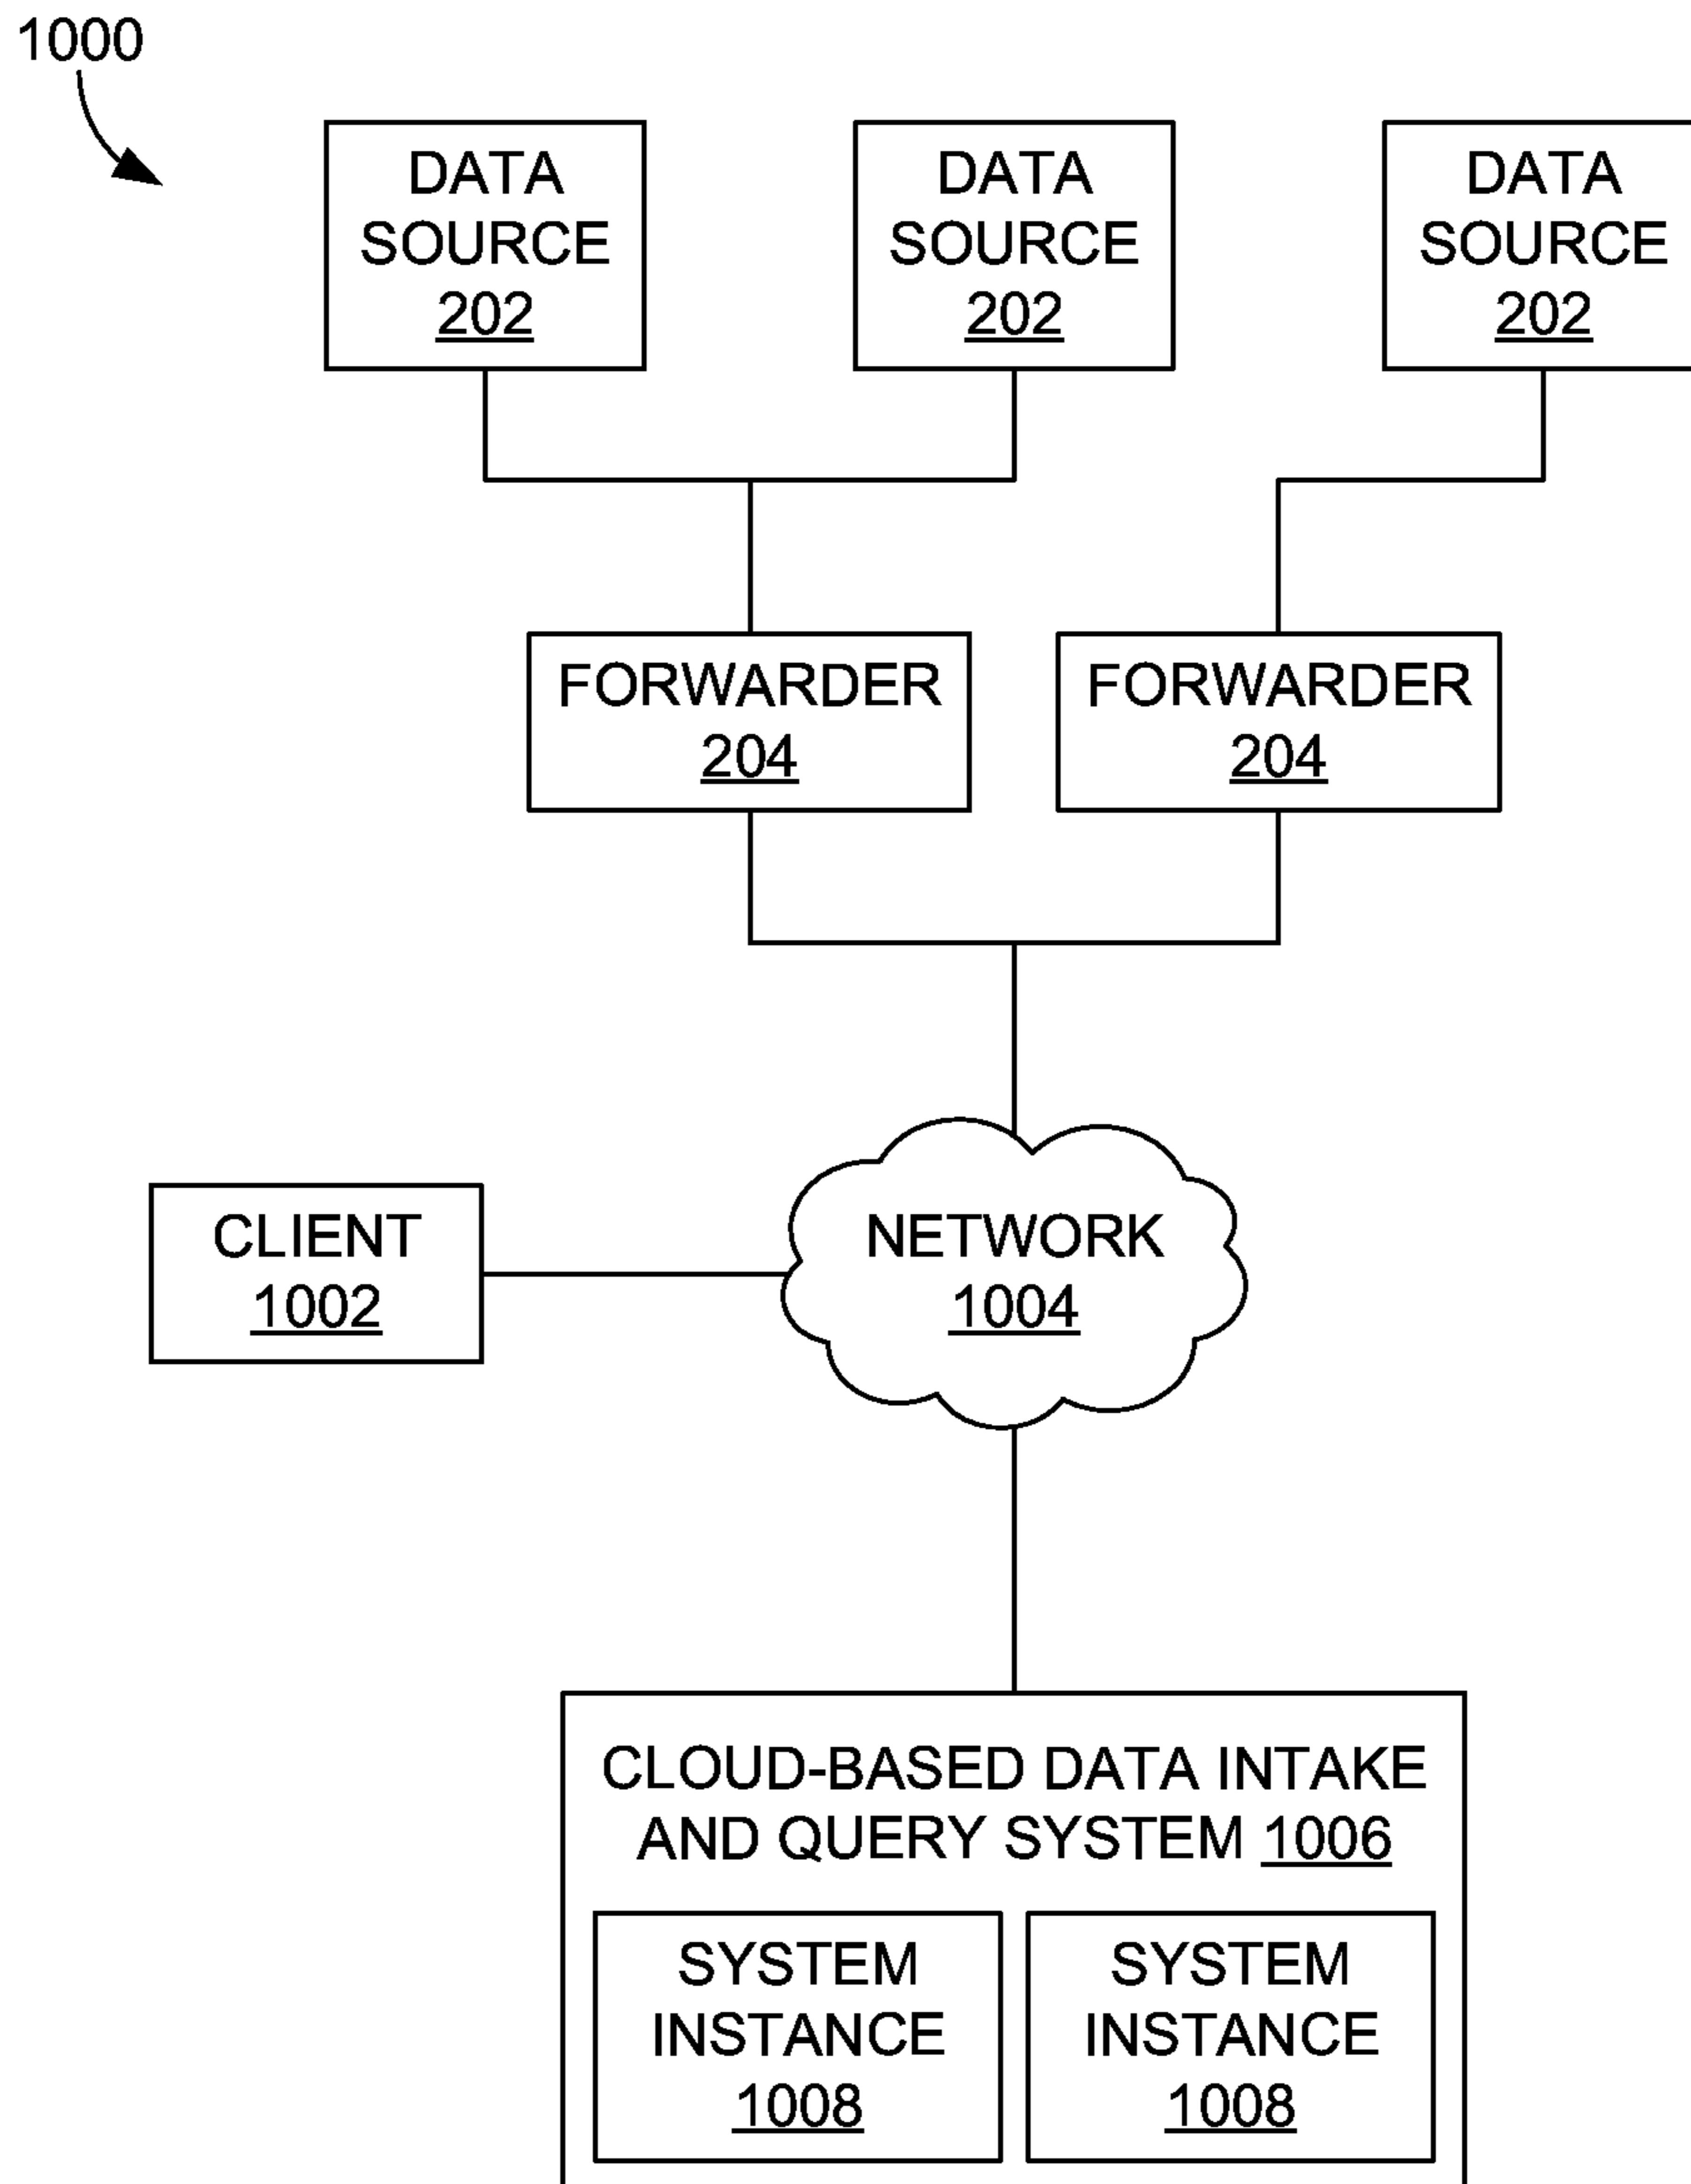 1000
DATA
SOURCE
202
DATA
SOURCE
202
DATA
SOURCE
202
FORWARDER
204
FORWARDER
204
CLIENT
1002
NETWORK
1004
CLOUD-BASED DATA INTAKE
AND QUERY SYSTEM 1006
SYSTEM
INSTANCE
1008
SYSTEM
INSTANCE
1008